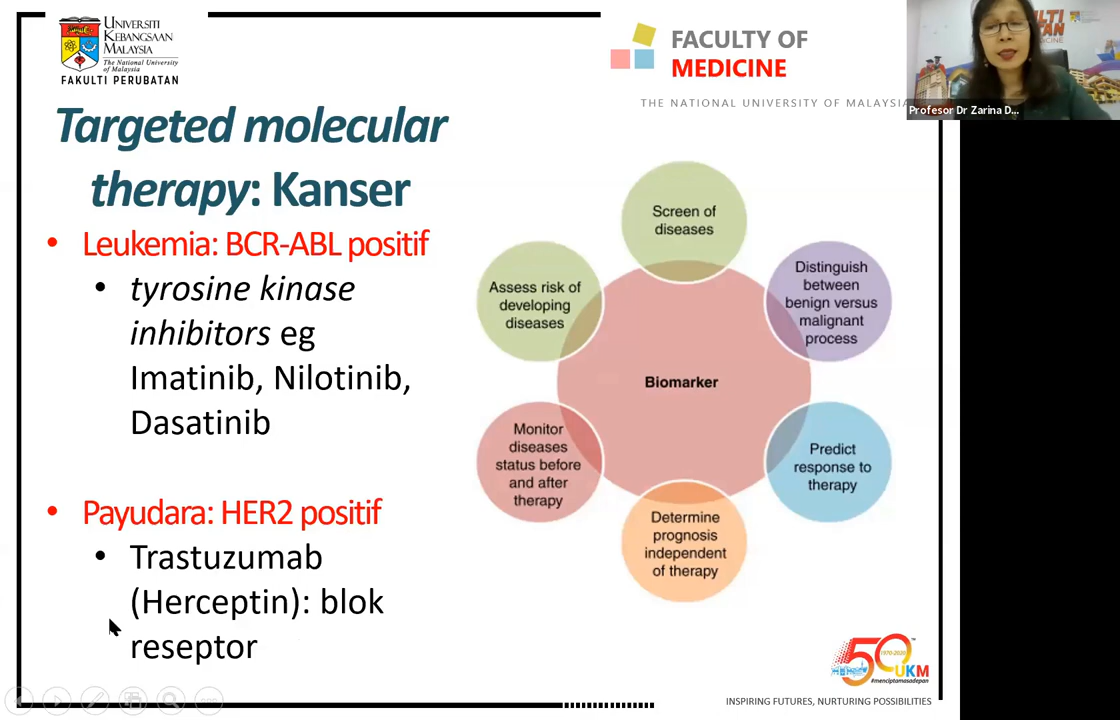 UNIVERSITI
KEBANGSAAN
MALAYSIA
The National University
of Malaysia
FAKULTI PERUBATAN
FACULTY OF
MEDICINE
THE NATIONAL UNIVERSITY OF MALAYSIA
Profesor Dr Zarina D...
Targeted molecular
therapy: Kanser
• Leukemia: BCR-ABL positif
• tyrosine kinase
inhibitors eg
Imatinib, Nilotinib,
Dasatinib
• Payudara: HER2 positif
• Trastuzumab
(Herceptin): blok
reseptor
Screen of
diseases
Distinguish
between
benign versus
malignant
process
Predict
response to
therapy
Determine
prognosis
independent
of therapy
Monitor
diseases
status before
and after
therapy
Assess risk of
developing
diseases
Biomarker
50
1970-2020
UKM
#menciptamasadepan
INSPIRING FUTURES, NURTURING POSSIBILITIES